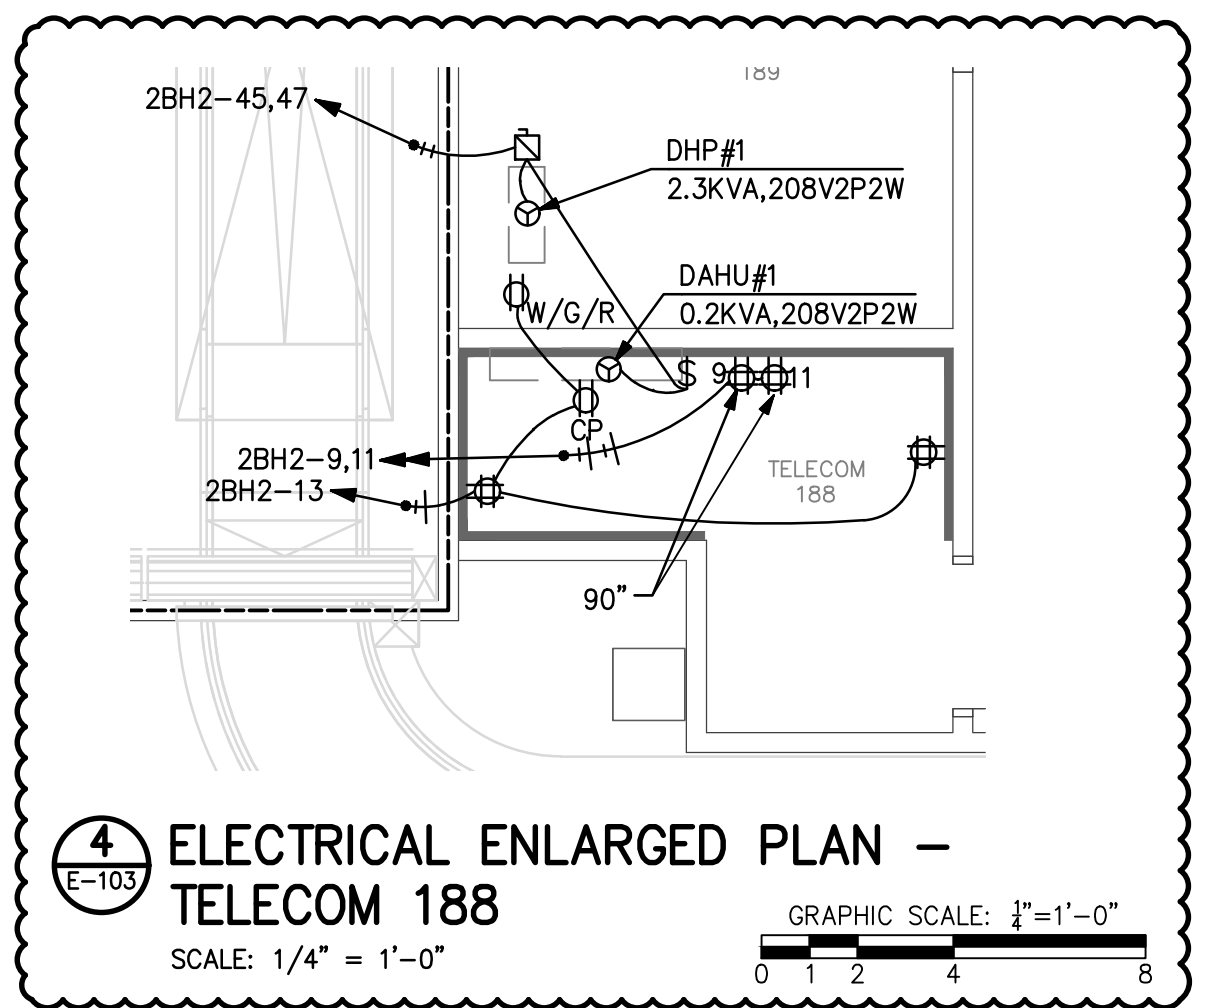 189
2BH2-45,47
DHP#1
2.3KVA,208V2P2W
DAHU#1
0.2KVA,208V2P2W
W/G/R
$ 9 11
CP
2BH2-9,11
2BH2-13
TELECOM
188
90"
4
E-103
ELECTRICAL ENLARGED PLAN -
TELECOM 188
SCALE: 1/4" = 1'-0"
GRAPHIC SCALE: 1/4"=1'-0"
0 1 2 4 8